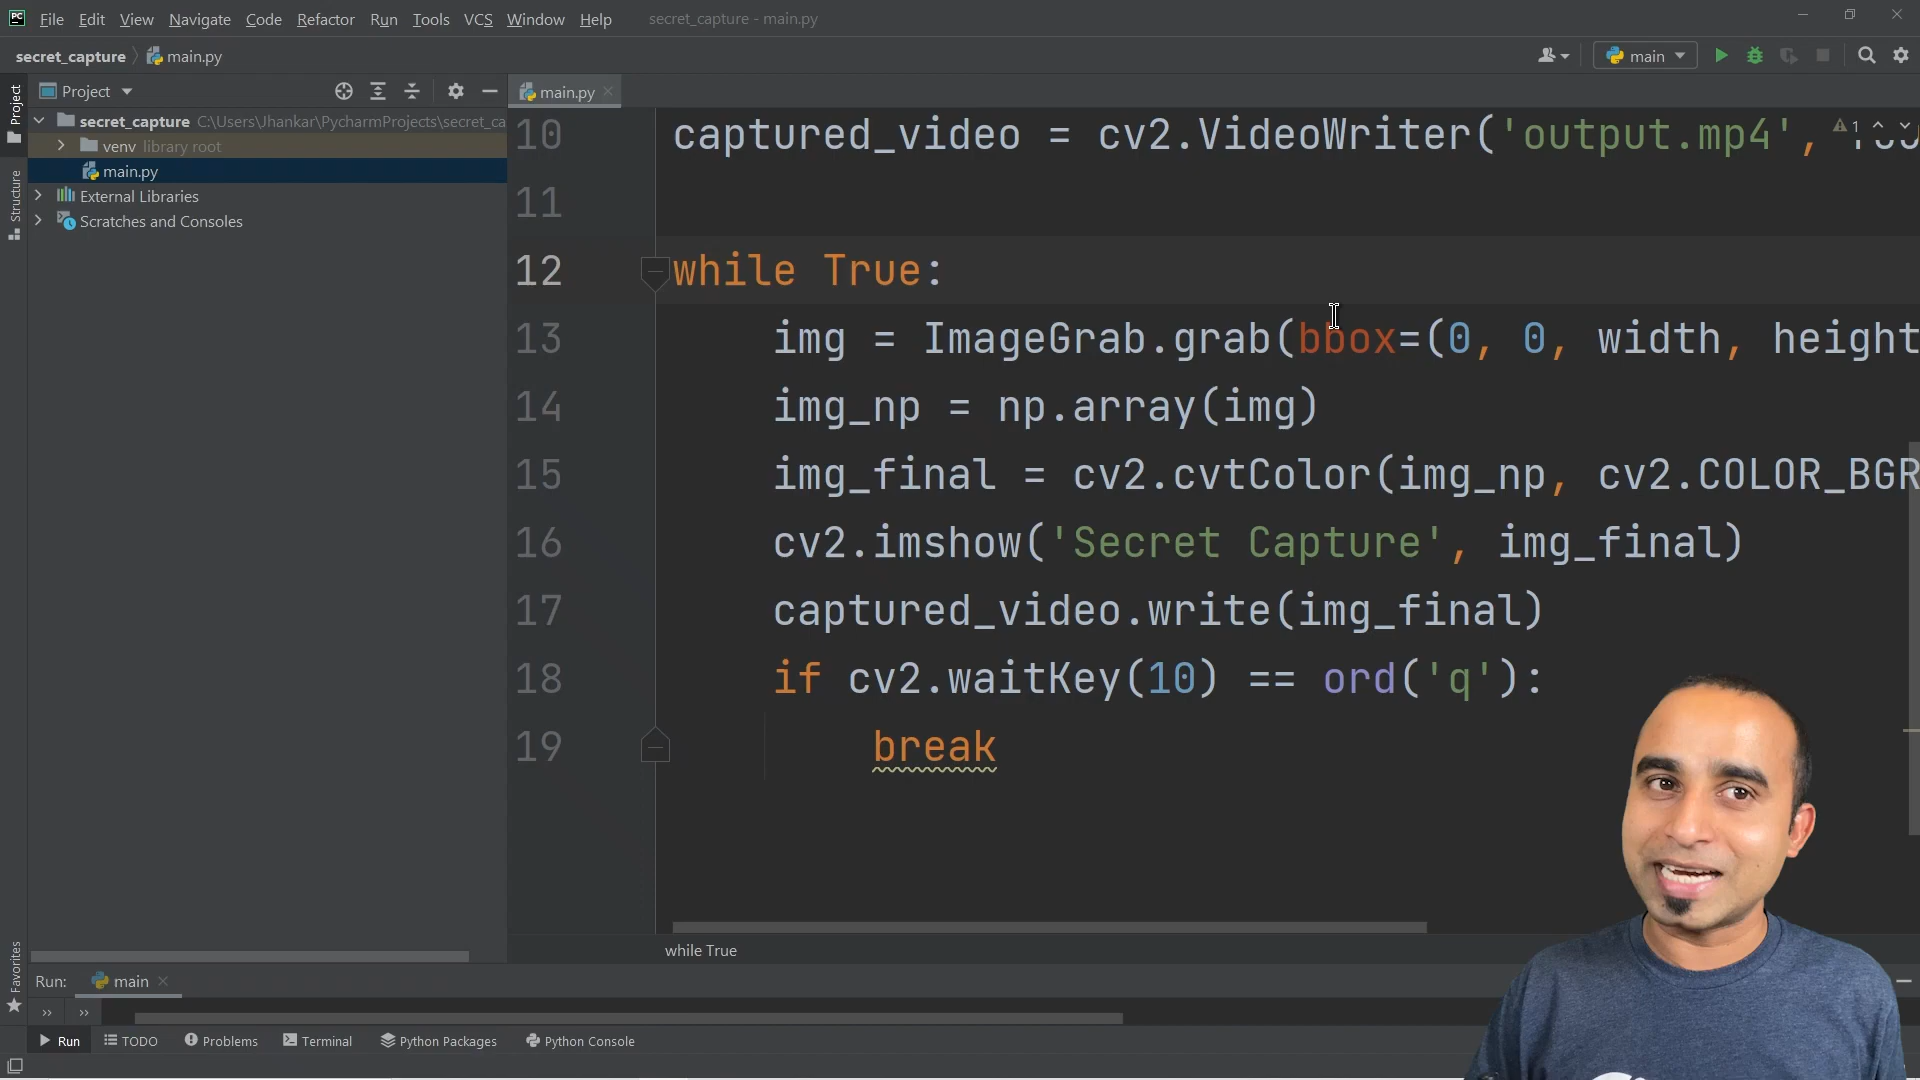 File Edit View Navigate Code Refactor Run Tools VCS Window Help secret_capture - main.py
secret_capture main.py
main
Project
main.py
Project
secret_capture C:\Users\Jhankar\PycharmProjects\secret_ca
venv library root
main.py
External Libraries
Scratches and Consoles
Structure
Favorites
1
10 captured_video = cv2.VideoWriter('output.mp4',
11
12 while True:
13 img = ImageGrab.grab(bbox=(0, 0, width, height
14 img_np = np.array(img)
15 img_final = cv2.cvtColor(img_np, cv2.COLOR_BGR
16 cv2.imshow('Secret Capture', img_final)
17 captured_video.write(img_final)
18 if cv2.waitKey(10) == ord('q'):
19 break
while True
Run: main
Run TODO Problems Terminal Python Packages Python Console